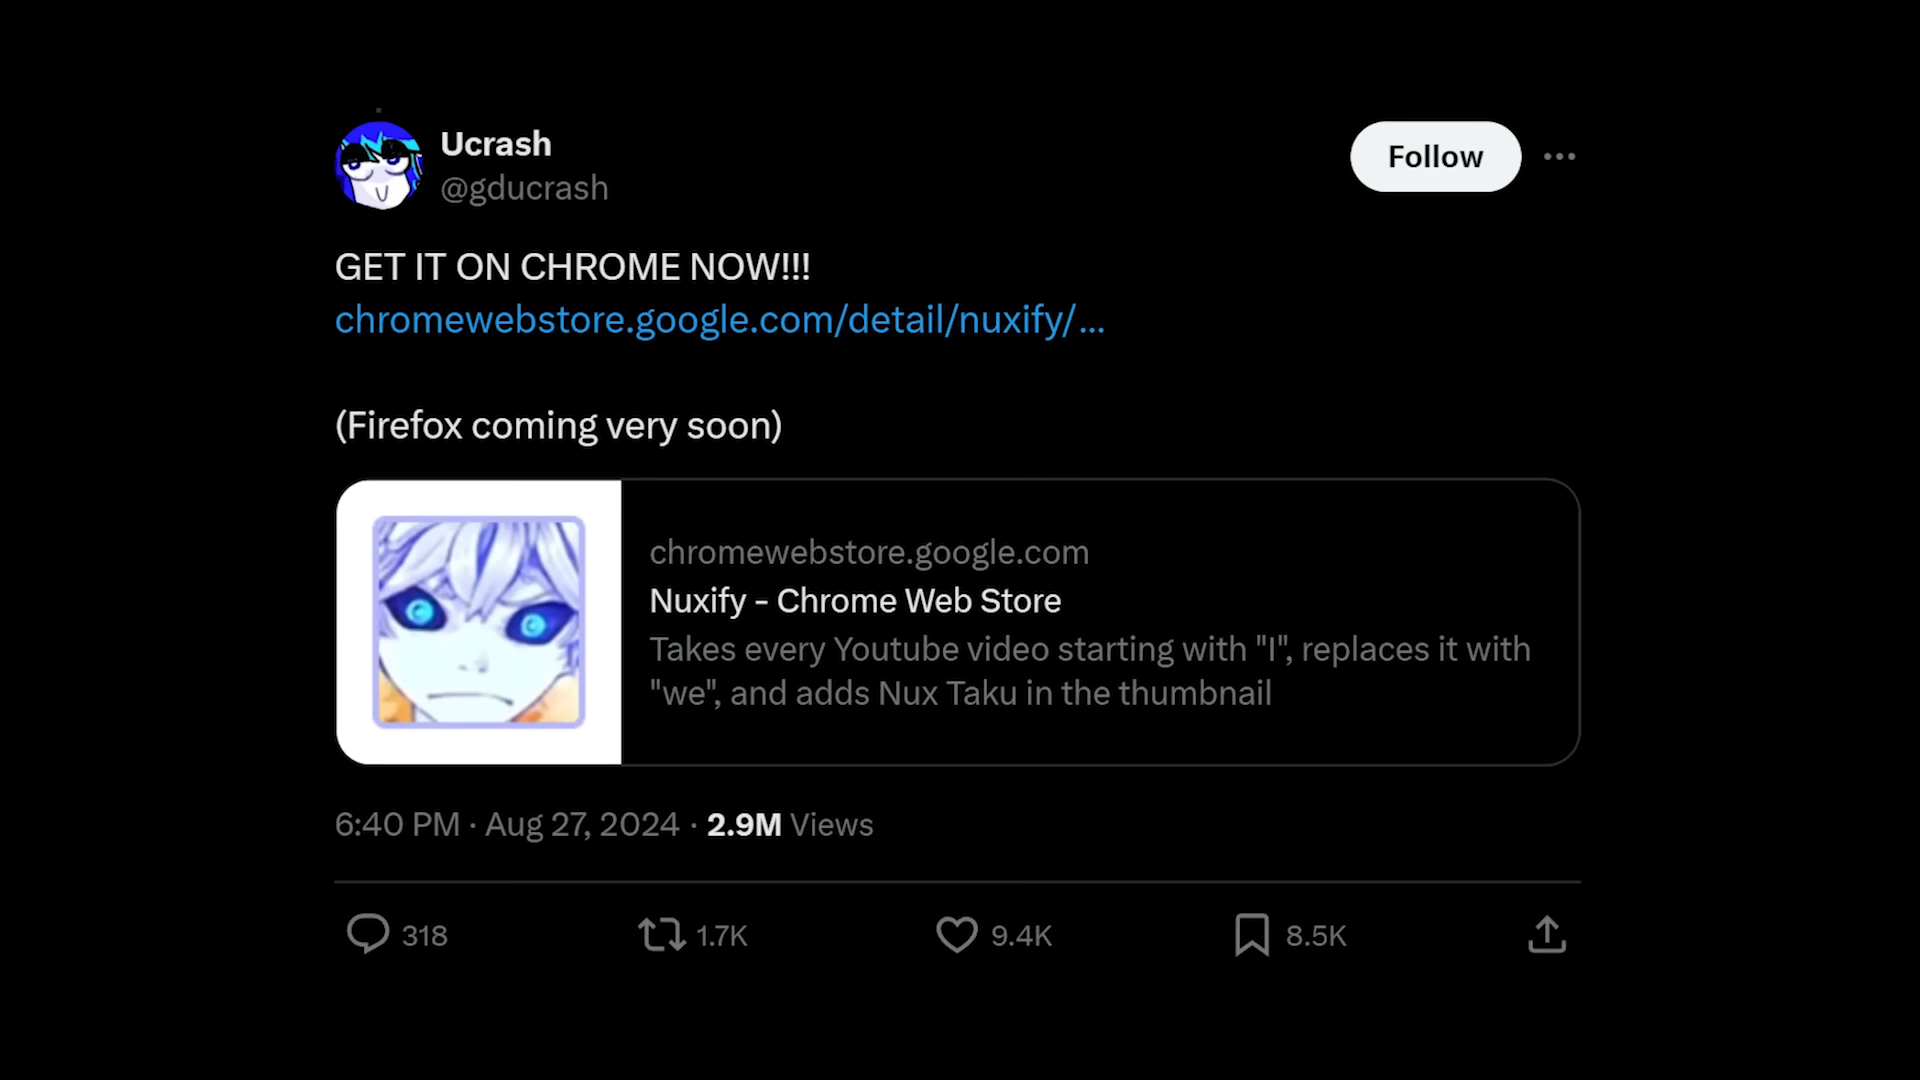 Ucrash
@gducrash
Follow
GET IT ON CHROME NOW!!!
chromewebstore.google.com/detail/nuxify/...
(Firefox coming very soon)
chromewebstore.google.com
Nuxify - Chrome Web Store
Takes every Youtube video starting with "I", replaces it with
"we", and adds Nux Taku in the thumbnail
6:40 PM · Aug 27, 2024 · 2.9M Views
318 1.7K 9.4K 8.5K